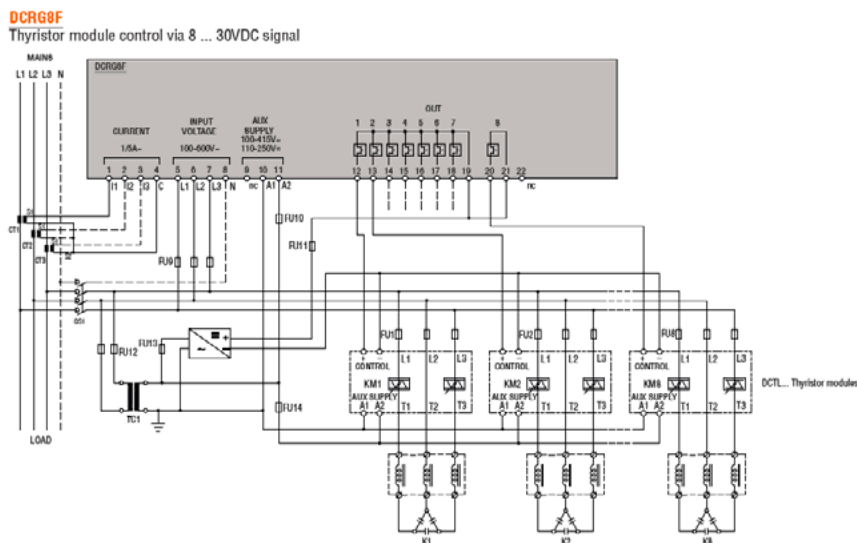 DCRG8F
Thyristor module control via 8 ... 30VDC signal
MAINS
L1 L2 L3 N
DCRG8F
CURRENT
1/5A~
INPUT
VOLTAGE
100-600V~
AUX
SUPPLY
100-415V~
110-250V=
OUT
1 2 3 4 5 6 7 8
1 2 3 4 5 6 7 8 9 10 11 12 13 14 15 16 17 18 19 20 21 22
I1 I2 I3 C L1 L2 L3 N nc A1 A2 nc
CT1
CT2
CT3
FU10
FU11
FU9
QS1
FU12
FU13
TC1
FU14
LOAD
FU1 L1 L2 L3
+ -
CONTROL
KM1
AUX SUPPLY
A1 A2 T1 T2 T3
FU2 L1 L2 L3
+ -
CONTROL
KM2
AUX SUPPLY
A1 A2 T1 T2 T3
FU8 L1 L2 L3
+ -
CONTROL
KM8
AUX SUPPLY
A1 A2 T1 T2 T3
DCTL... Thyristor modules
K1 K2 K8